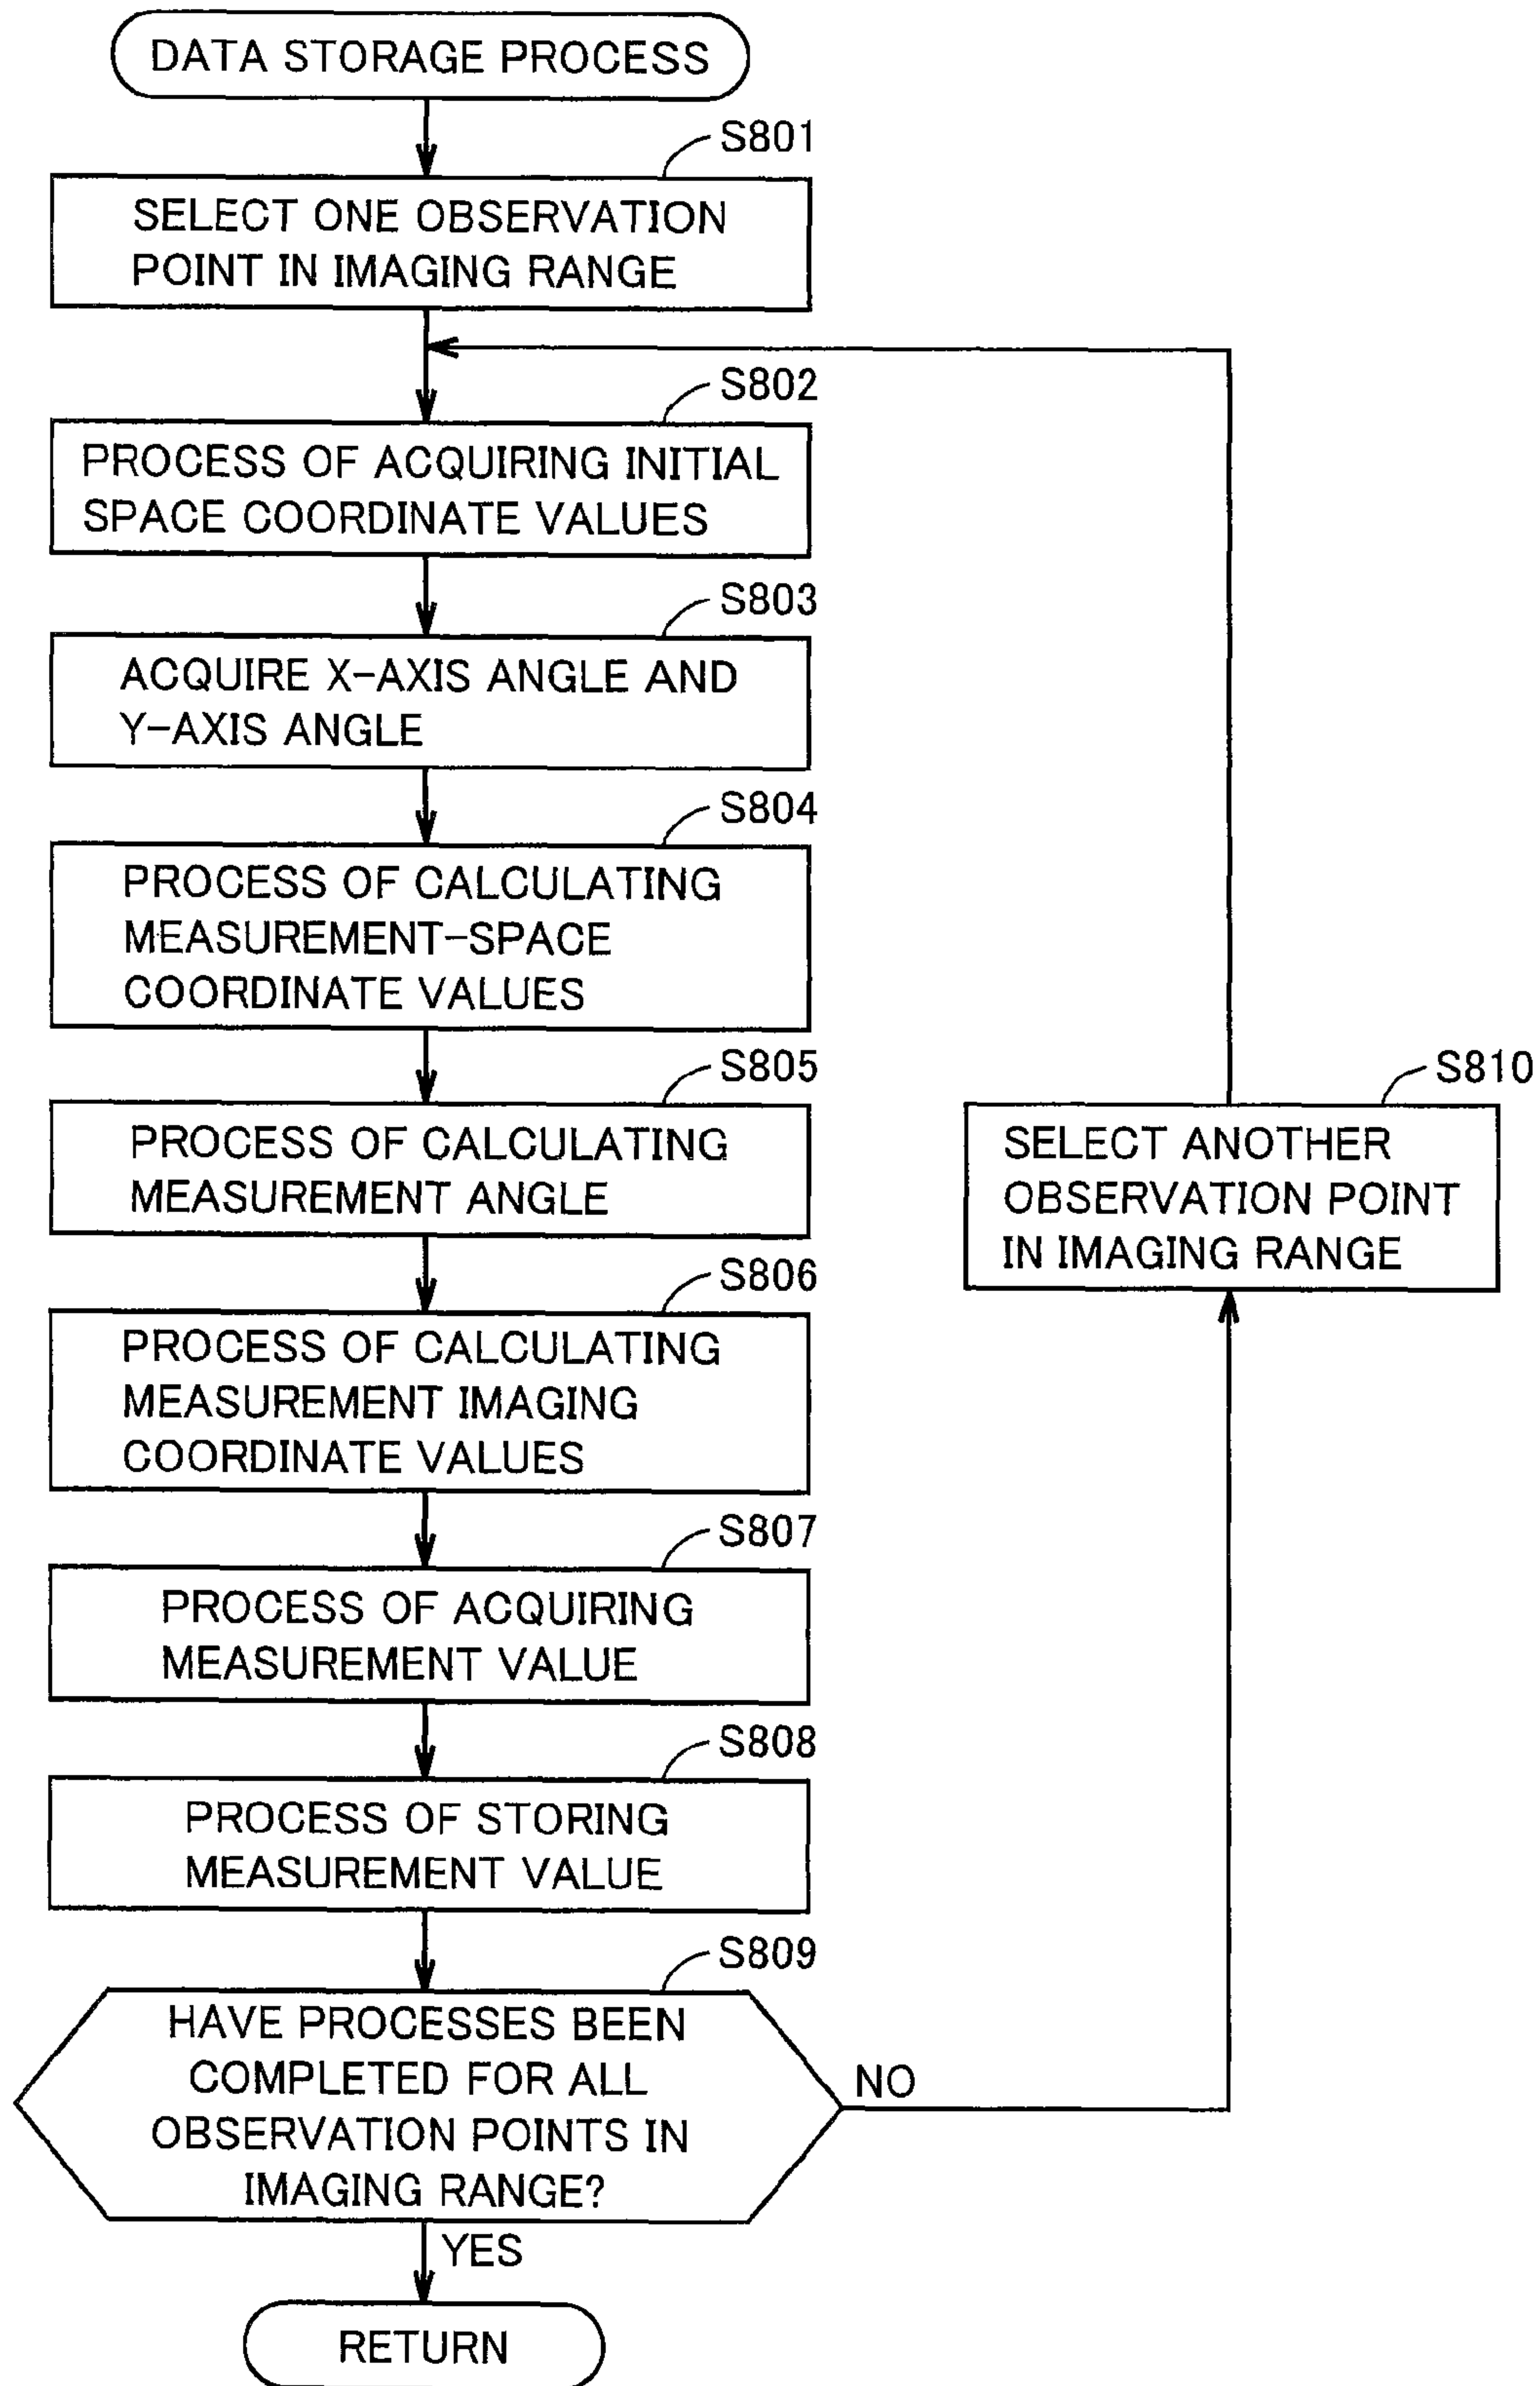 DATA STORAGE PROCESS
S801
SELECT ONE OBSERVATION
POINT IN IMAGING RANGE
S802
PROCESS OF ACQUIRING INITIAL
SPACE COORDINATE VALUES
S803
ACQUIRE X-AXIS ANGLE AND
Y-AXIS ANGLE
S804
PROCESS OF CALCULATING
MEASUREMENT-SPACE
COORDINATE VALUES
S805
PROCESS OF CALCULATING
MEASUREMENT ANGLE
S810
SELECT ANOTHER
OBSERVATION POINT
IN IMAGING RANGE
S806
PROCESS OF CALCULATING
MEASUREMENT IMAGING
COORDINATE VALUES
S807
PROCESS OF ACQUIRING
MEASUREMENT VALUE
S808
PROCESS OF STORING
MEASUREMENT VALUE
S809
HAVE PROCESSES BEEN
COMPLETED FOR ALL
OBSERVATION POINTS IN
IMAGING RANGE?
NO
YES
RETURN